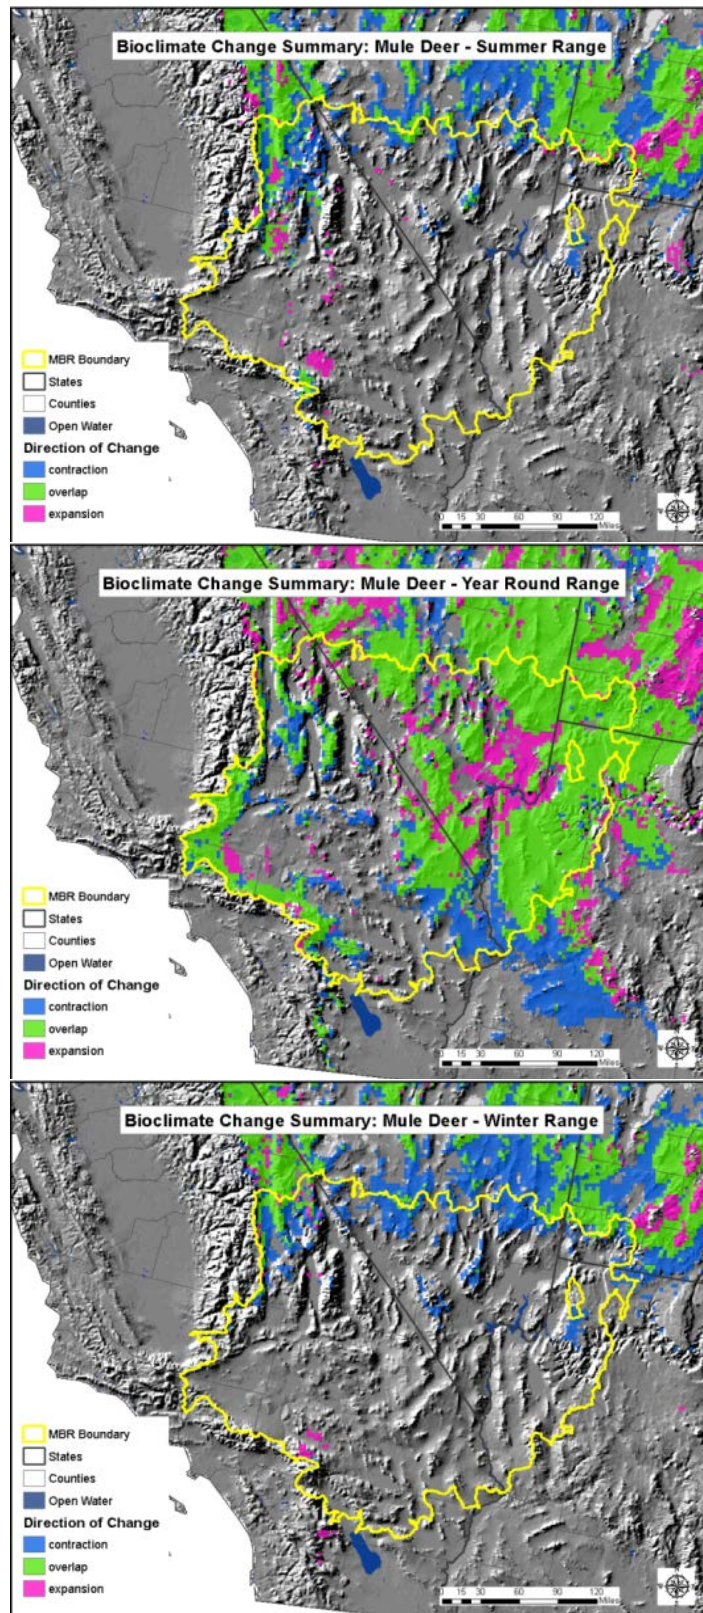 Bioclimate Change Summary: Mule Deer - Summer Range
MBR Boundary
States
Counties
Open Water
Direction of Change
contraction
overlap
expansion
0 15 30 60 90 120
Miles
Bioclimate Change Summary: Mule Deer - Year Round Range
MBR Boundary
States
Counties
Open Water
Direction of Change
contraction
overlap
expansion
0 15 30 60 90 120
Miles
Bioclimate Change Summary: Mule Deer - Winter Range
MBR Boundary
States
Counties
Open Water
Direction of Change
contraction
overlap
expansion
0 15 30 60 90 120
Miles